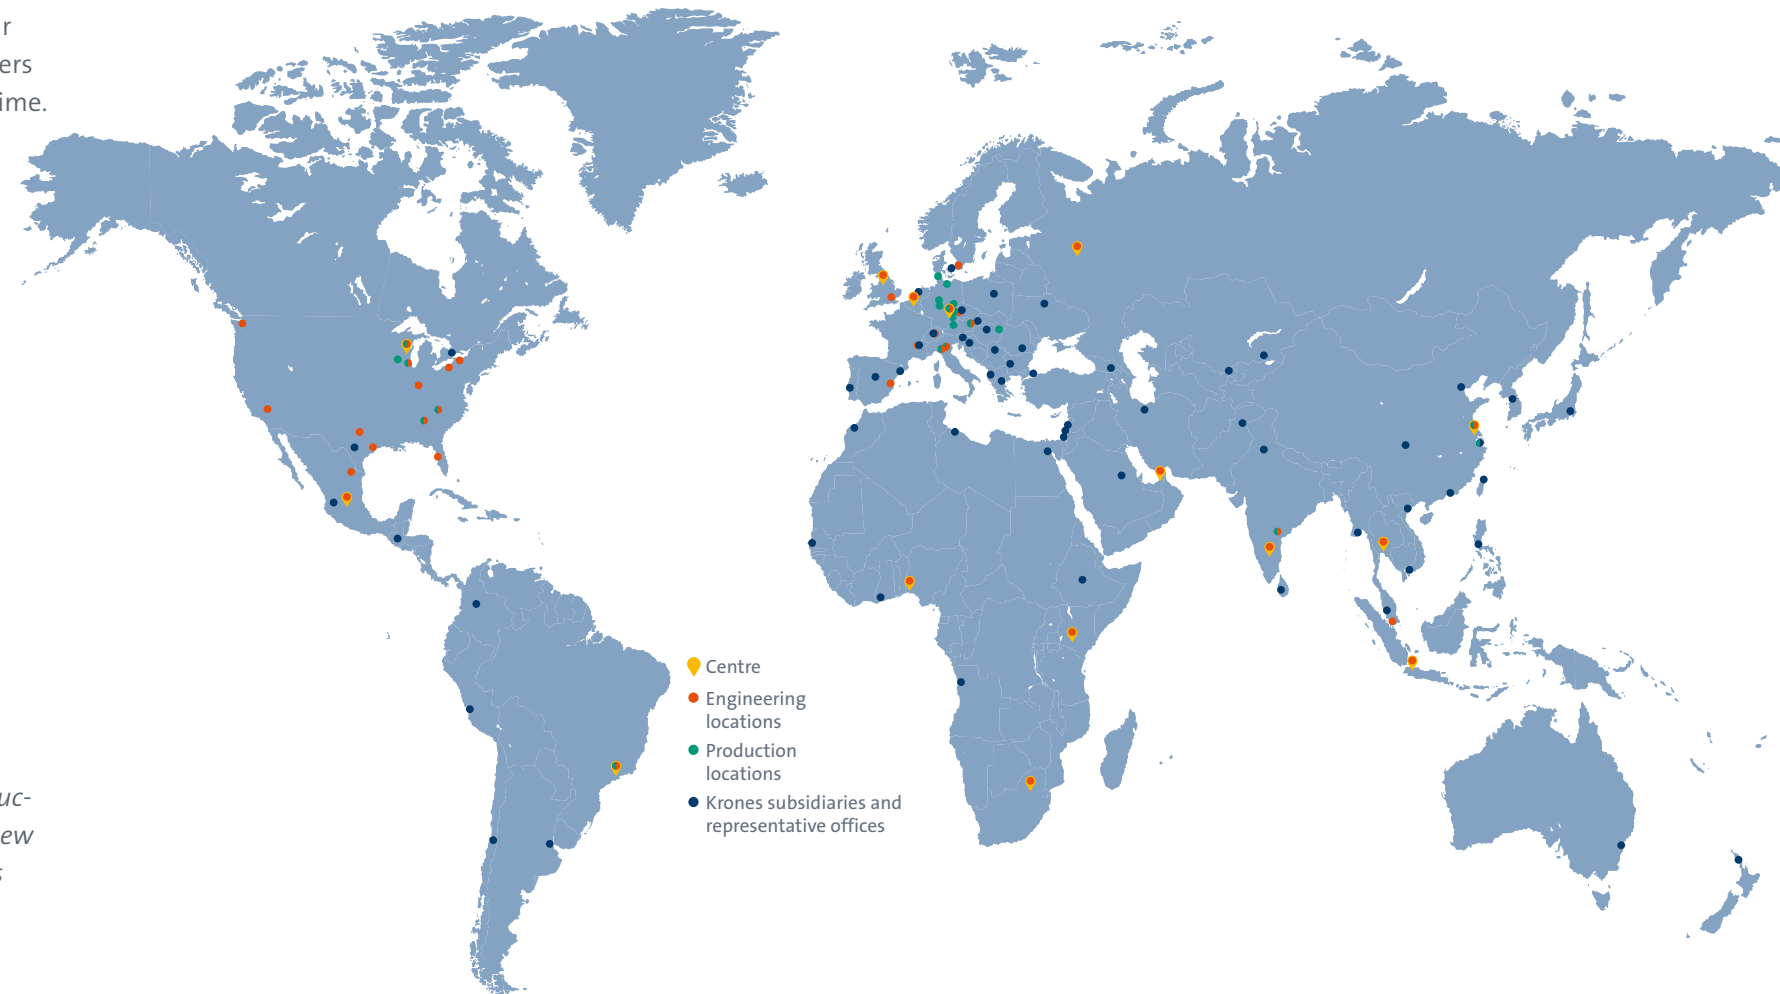 r
ers
ime.
Centre
Engineering
locations
Production
locations
Krones subsidiaries and
representative offices
uc-
ew
s